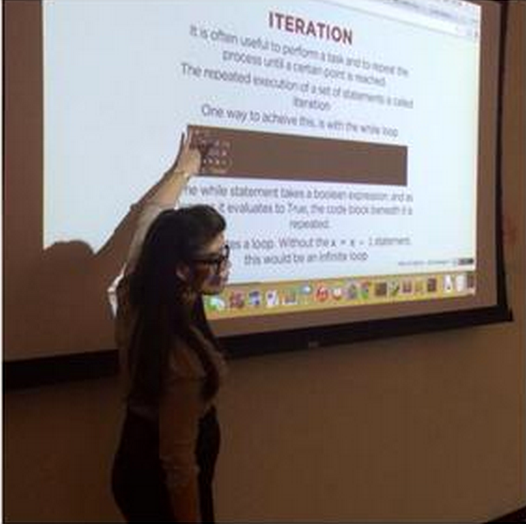 ITERATION
It is often useful to perform a task and to repeat the
process until a certain point is reached.
The repeated execution of a set of statements is called
iteration
One way to acheive this, is with the while loop
he while statement takes a boolean expression, and as
it evaluates to True, the code block beneath it is
repeated.
es a loop. Without the x = x - 1 statement,
this would be an infinite loop